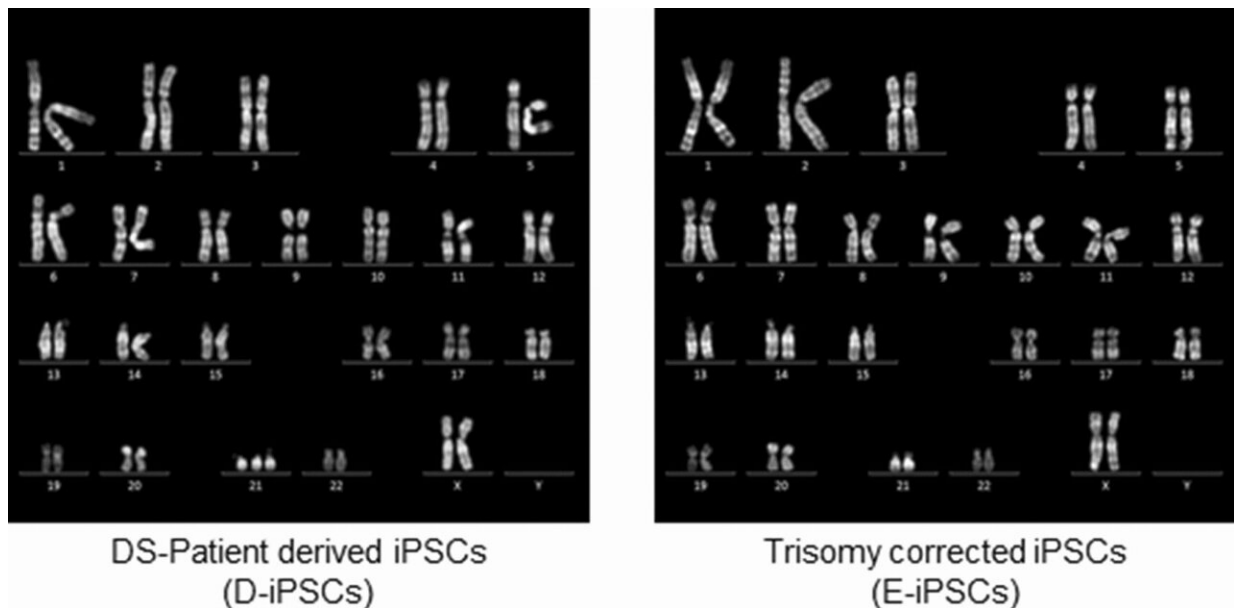 1 2 3 4 5
6 7 8 9 10 11 12
13 14 15 16 17 18
19 20 21 22 X Y
DS-Patient derived iPSCs
(D-iPSCs)
1 2 3 4 5
6 7 8 9 10 11 12
13 14 15 16 17 18
19 20 21 22 X Y
Trisomy corrected iPSCs
(E-iPSCs)